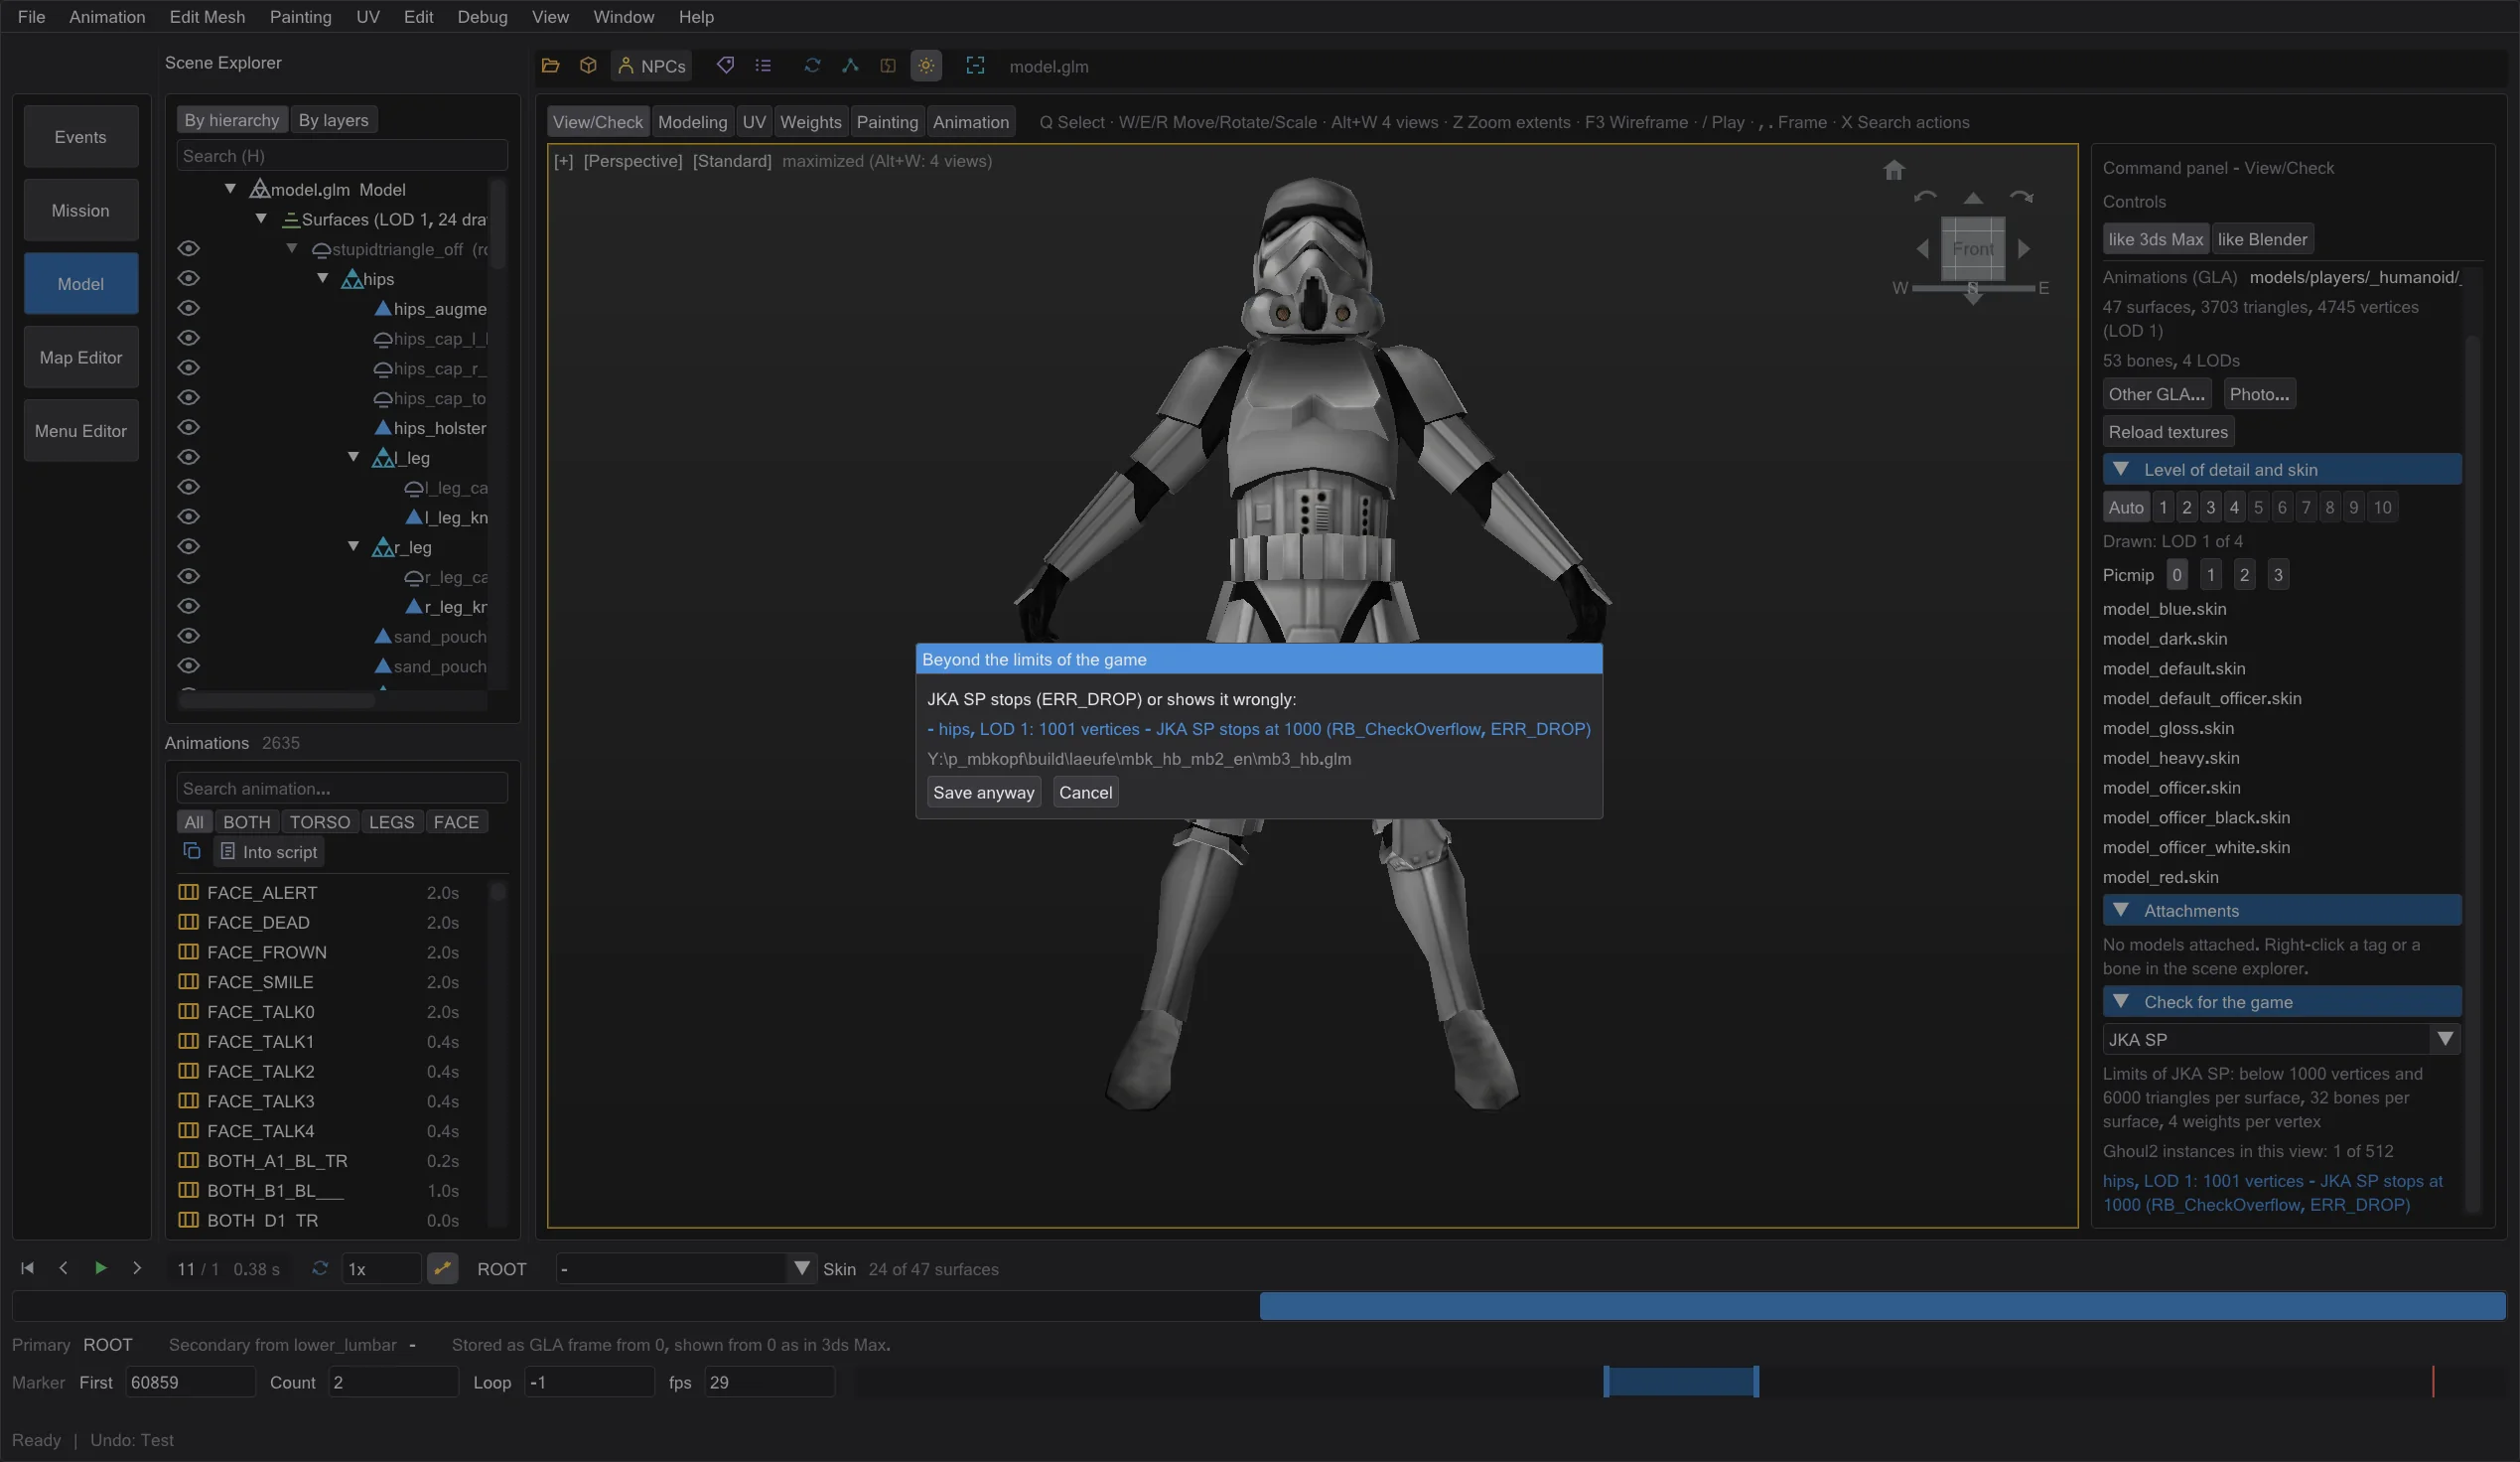 File Animation Edit Mesh Painting UV Edit Debug View Window Help
Scene Explorer
NPCs model.glm
Events
Mission
Model
Map Editor
Menu Editor
By hierarchy By layers
Search (H)
model.glm Model
Surfaces (LOD 1, 24 dra
stupidtriangle_off (ro
hips
hips_augme
hips_cap_l_l
hips_cap_r_
hips_cap_to
hips_holster
l_leg
l_leg_ca
l_leg_kn
r_leg
r_leg_ca
r_leg_kn
sand_pouch
sand_pouch
Animations 2635
Search animation...
All BOTH TORSO LEGS FACE
Into script
FACE_ALERT 2.0s
FACE_DEAD 2.0s
FACE_FROWN 2.0s
FACE_SMILE 2.0s
FACE_TALK0 2.0s
FACE_TALK1 0.4s
FACE_TALK2 0.4s
FACE_TALK3 0.4s
FACE_TALK4 0.4s
BOTH_A1_BL_TR 0.2s
BOTH_B1_BL___ 1.0s
BOTH_D1_TR 0.0s
View/Check Modeling UV Weights Painting Animation Q Select · W/E/R Move/Rotate/Scale · Alt+W 4 views · Z Zoom extents · F3 Wireframe · / Play · , . Frame · X Search actions
[+] [Perspective] [Standard] maximized (Alt+W: 4 views)
Front
W S E
Beyond the limits of the game
JKA SP stops (ERR_DROP) or shows it wrongly:
- hips, LOD 1: 1001 vertices - JKA SP stops at 1000 (RB_CheckOverflow, ERR_DROP)
Y:\p_mbkopf\build\laeufe\mbk_hb_mb2_en\mb3_hb.glm
Save anyway Cancel
Command panel - View/Check
Controls
like 3ds Max like Blender
Animations (GLA) models/players/_humanoid/_
47 surfaces, 3703 triangles, 4745 vertices
(LOD 1)
53 bones, 4 LODs
Other GLA... Photo...
Reload textures
Level of detail and skin
Auto 1 2 3 4 5 6 7 8 9 10
Drawn: LOD 1 of 4
Picmip 0 1 2 3
model_blue.skin
model_dark.skin
model_default.skin
model_default_officer.skin
model_gloss.skin
model_heavy.skin
model_officer.skin
model_officer_black.skin
model_officer_white.skin
model_red.skin
Attachments
No models attached. Right-click a tag or a
bone in the scene explorer.
Check for the game
JKA SP
Limits of JKA SP: below 1000 vertices and
6000 triangles per surface, 32 bones per
surface, 4 weights per vertex
Ghoul2 instances in this view: 1 of 512
hips, LOD 1: 1001 vertices - JKA SP stops at
1000 (RB_CheckOverflow, ERR_DROP)
11 / 1 0.38 s 1x ROOT - Skin 24 of 47 surfaces
Primary ROOT Secondary from lower_lumbar - Stored as GLA frame from 0, shown from 0 as in 3ds Max.
Marker First 60859 Count 2 Loop -1 fps 29
Ready | Undo: Test